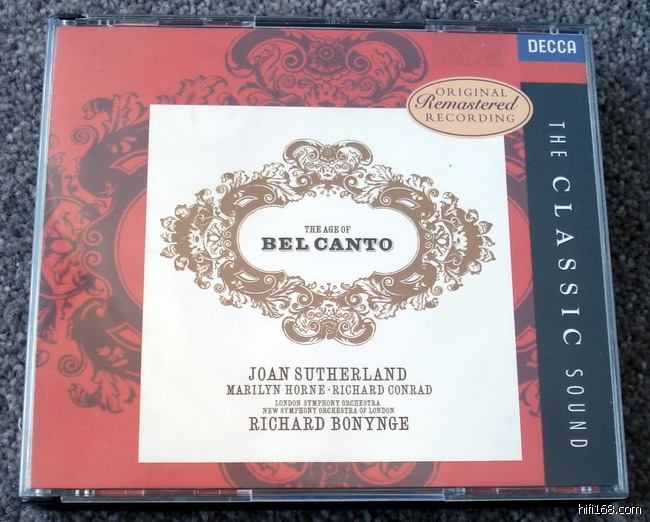 DECCA
ORIGINAL
Remastered
RECORDING
THE CLASSIC SOUND
THE AGE OF
BEL CANTO
JOAN SUTHERLAND
MARILYN HORNE · RICHARD CONRAD
LONDON SYMPHONY ORCHESTRA
NEW SYMPHONY ORCHESTRA OF LONDON
RICHARD BONYNGE
hifi168.com